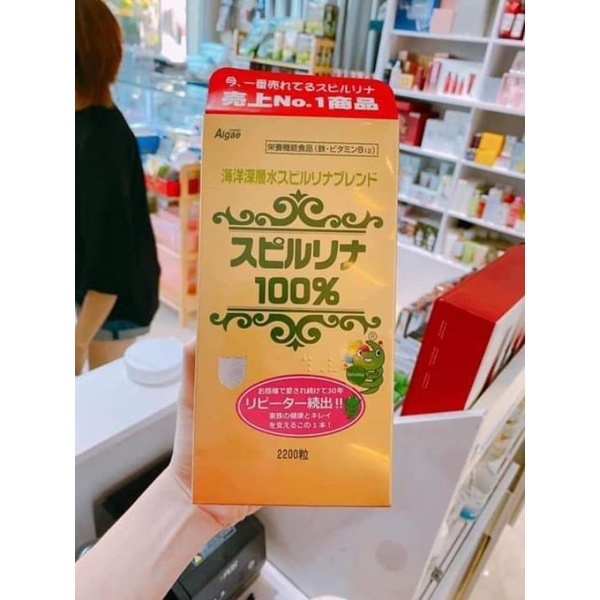 今、一番売れてるスピルリナ
売上No.1商品
Algae
栄養機能食品(鉄・ビタミンB12)
海洋深層水スピルリナブレンド
スピルリナ
100%
お陰様で愛され続けて30年
リピーター続出!!
家族の健康とキレイ
を支えるこの1本!
2200粒